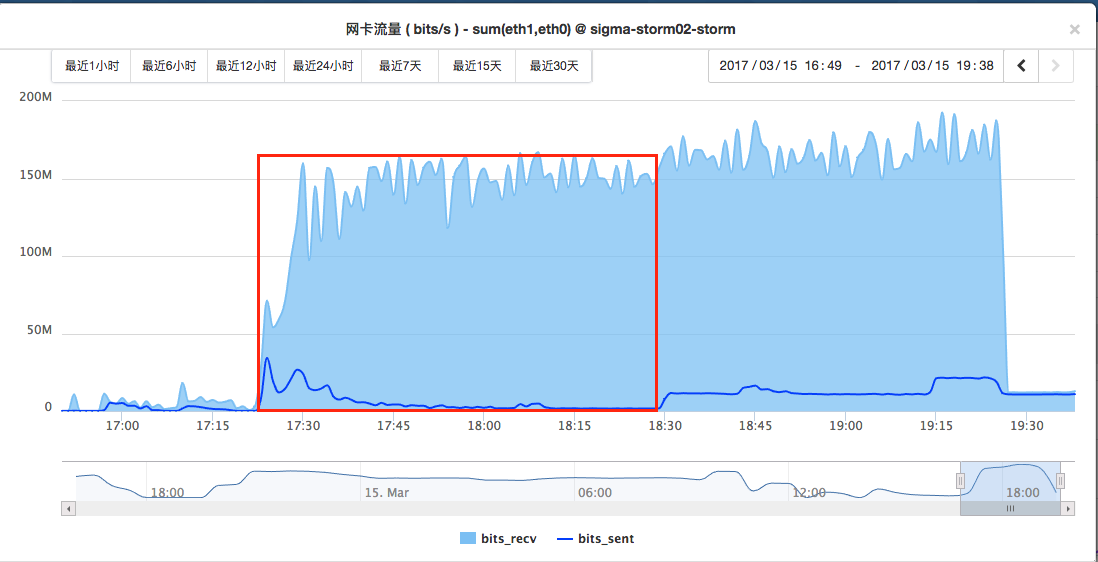 网卡流量 ( bits/s ) - sum(eth1,eth0) @ sigma-storm02-storm ×
最近1小时 最近6小时 最近12小时 最近24小时 最近7天 最近15天 最近30天 2017/03/15 16:49 - 2017/03/15 19:38
200M
150M
100M
50M
0
17:00 17:15 17:30 17:45 18:00 18:15 18:30 18:45 19:00 19:15 19:30
18:00 15. Mar 06:00 12:00 18:00
bits_recv bits_sent